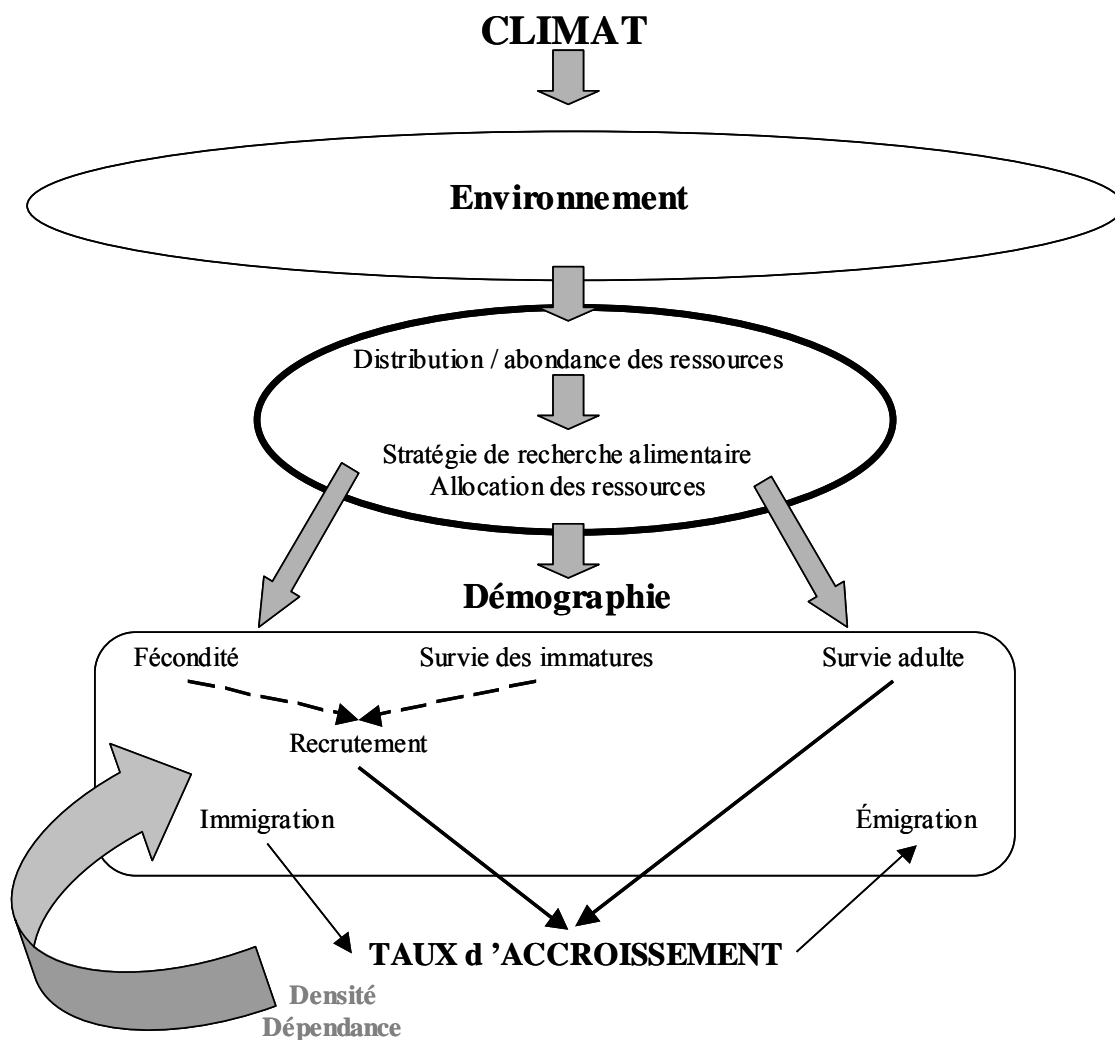 CLIMAT
Environnement
Distribution / abondance des ressources
Stratégie de recherche alimentaire
Allocation des ressources
Démographie
Fécondité
Survie des immatures
Survie adulte
Recrutement
Immigration
Émigration
TAUX d ’ACCROISSEMENT
Densité
Dépendance